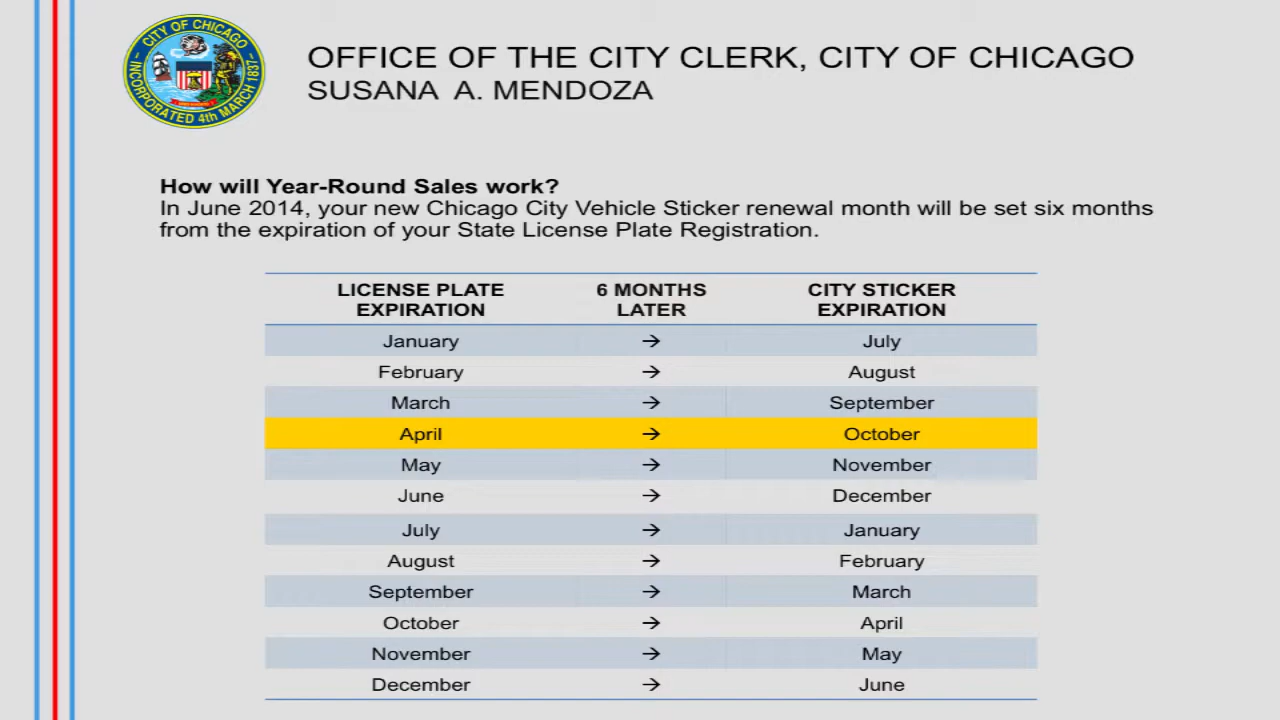 CITY OF CHICAGO
INCORPORATED 4th MARCH 1837
OFFICE OF THE CITY CLERK, CITY OF CHICAGO
SUSANA A. MENDOZA
How will Year-Round Sales work?
In June 2014, your new Chicago City Vehicle Sticker renewal month will be set six months
from the expiration of your State License Plate Registration.
LICENSE PLATE EXPIRATION 6 MONTHS LATER CITY STICKER EXPIRATION
January → July
February → August
March → September
April → October
May → November
June → December
July → January
August → February
September → March
October → April
November → May
December → June